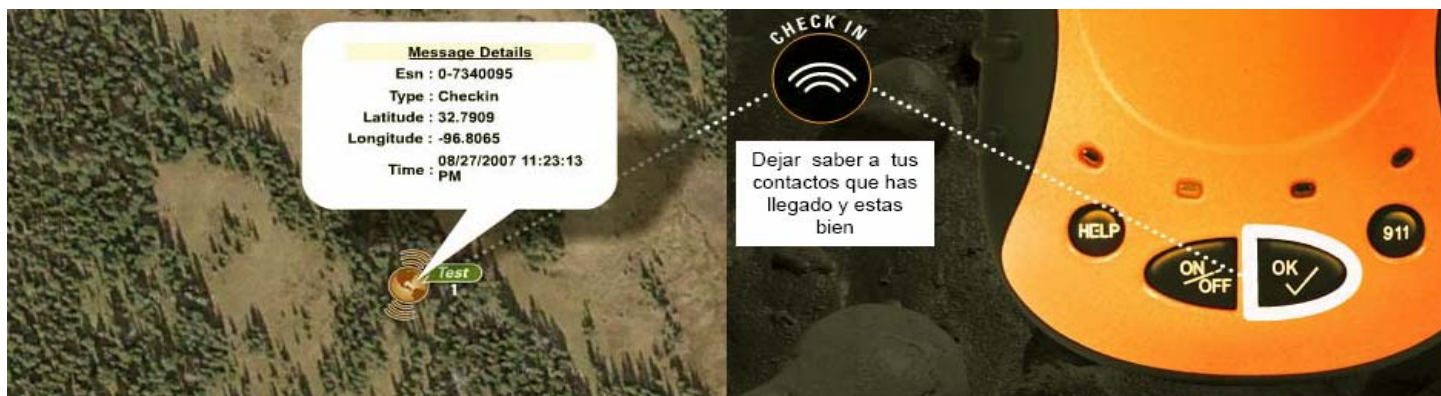 Message Details
Esn : 0-7340095
Type : Checkin
Latitude : 32.7909
Longitude : -96.8065
Time : 08/27/2007 11:23:13
PM
Test
1
CHECK IN
Dejar saber a tus
contactos que has
llegado y estas
bien
HELP
ON/OFF
OK
911